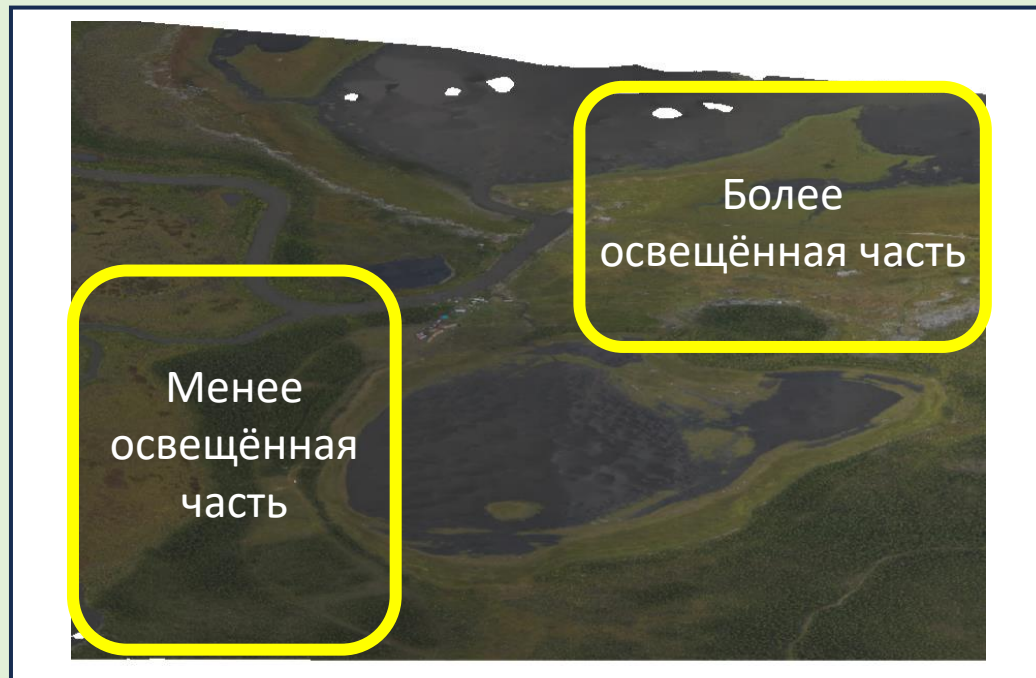 Более
освещённая часть
Менее
освещённая
часть